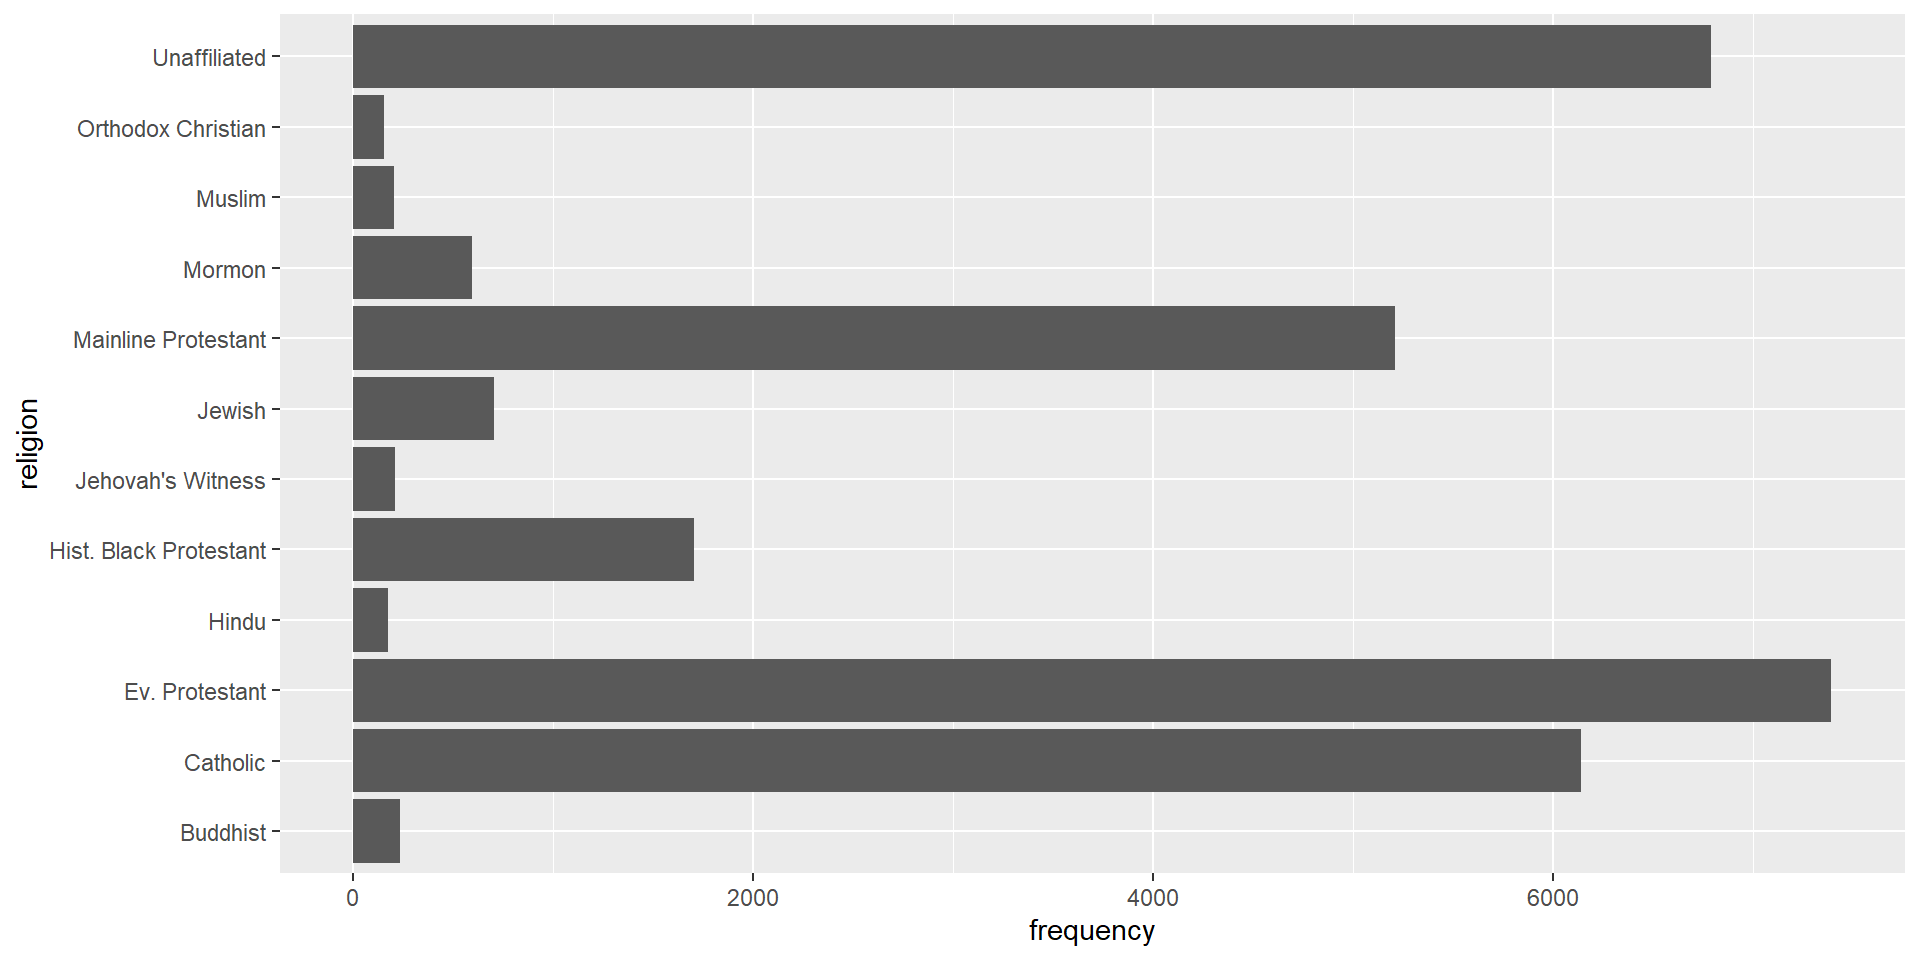 Unaffiliated
Orthodox Christian
Muslim
Mormon
Mainline Protestant
Jewish
Jehovah's Witness
Hist. Black Protestant
Hindu
Ev. Protestant
Catholic
Buddhist
religion
0 2000 4000 6000
frequency